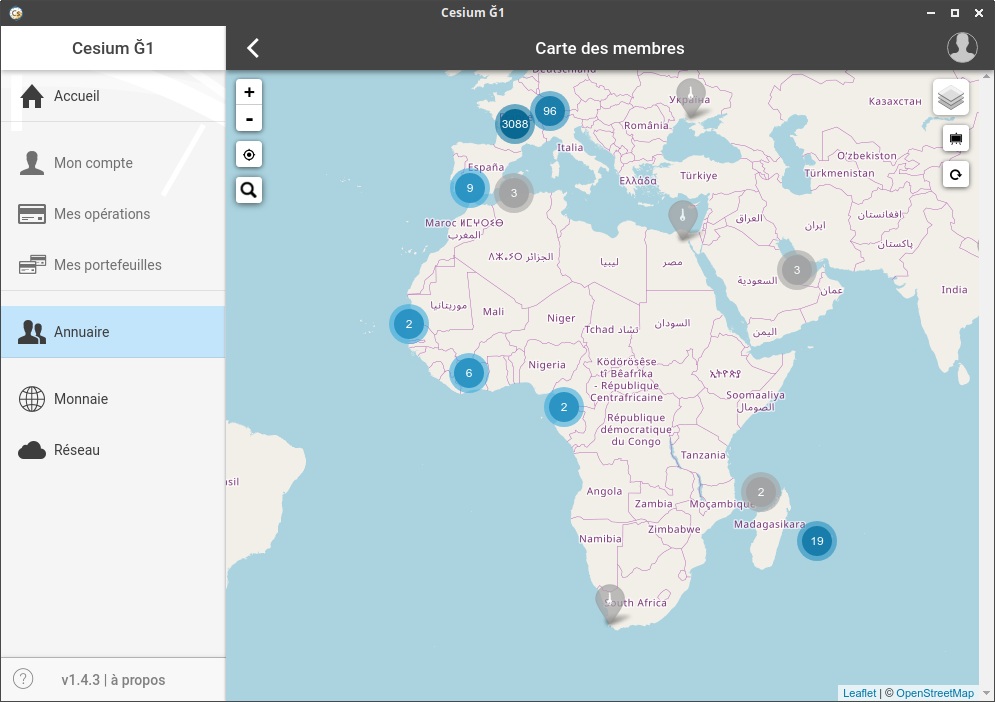 Cesium Ğ1
Cesium Ğ1
Carte des membres
Accueil
Mon compte
Mes opérations
Mes portefeuilles
Annuaire
Monnaie
Réseau
?
v1.4.3 | à propos
+
-
Deutschland
96
3088
Україна
Казахстан
România
Italia
O'zbekiston
Türkmenistan
España
Ελλάδα
Türkiye
9
3
Maroc ⵍⵎⵖⵔⵉⴱ
المغرب
العراق
ایران
افغانستان
پاکستان
الجزائر
ليبيا
مصر
3
السعودية
عمان
India
موريتانيا
Mali
Niger
Tchad تشاد
السودان
اليمن
2
6
Nigeria
Ködörösêse
tî Bêafrîka
- République
Centrafricaine
Soomaaliya
الصومال
2
République
démocratique
du Congo
Tanzania
sil
Angola
Zambia
Moçambique
2
Madagasikara
19
Zimbabwe
Namibia
South Africa
Leaflet | © OpenStreetMap